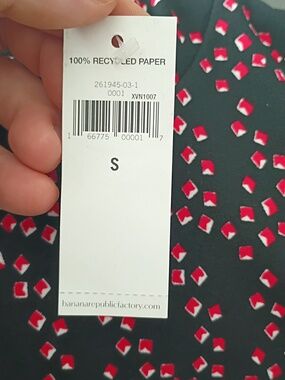 100% RECYCLED PAPER
261945-03-1
0001 XVN1007
1 66775 00001 7
S
bananarepublicfactory.com